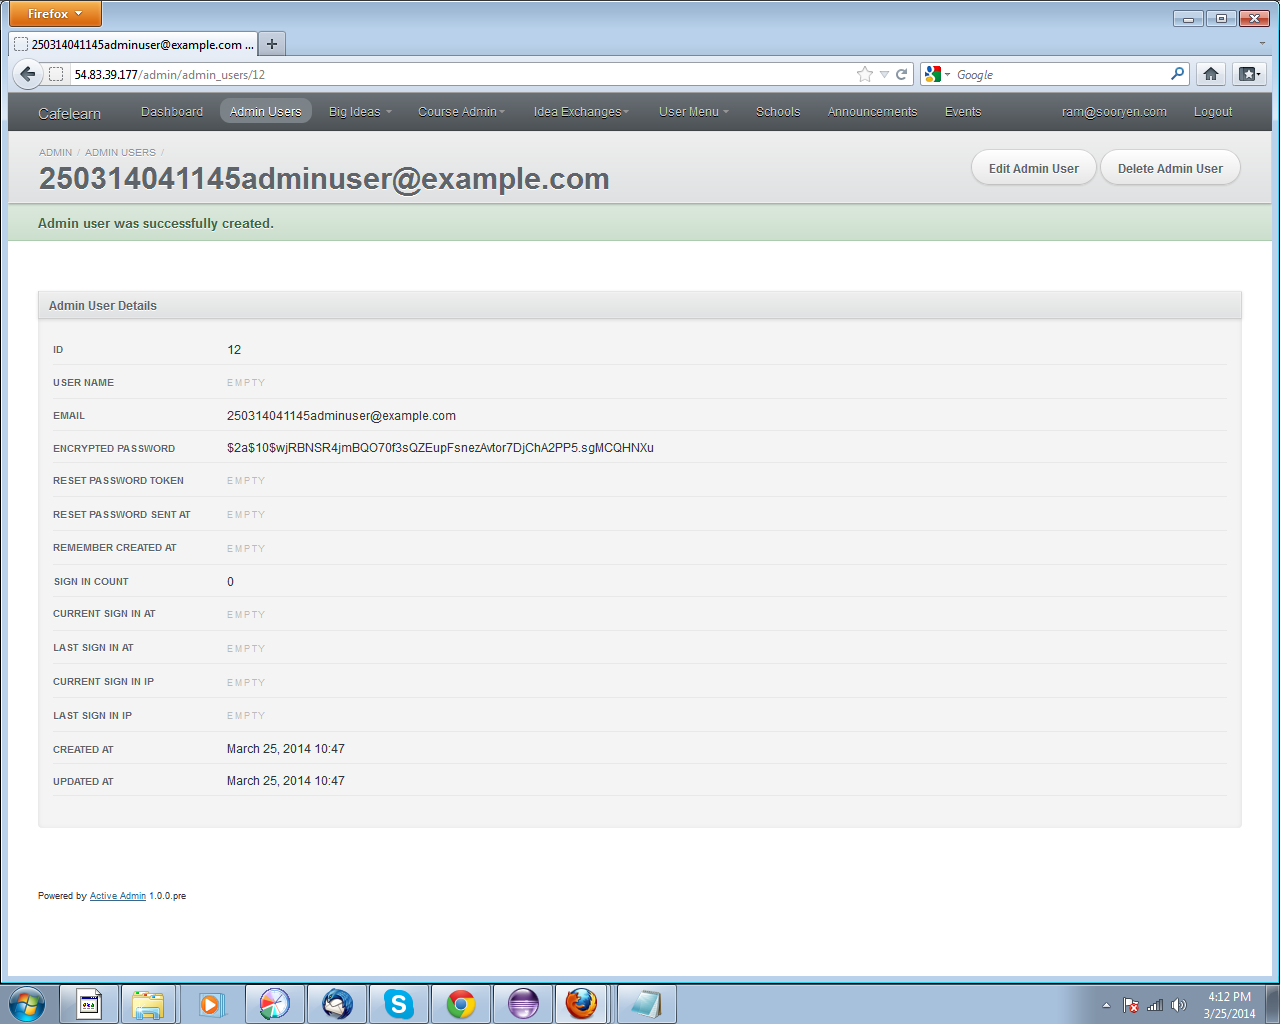 Firefox
250314041145adminuser@example.com ...
54.83.39.177/admin/admin_users/12
Google
Cafelearn Dashboard Admin Users Big Ideas Course Admin Idea Exchanges User Menu Schools Announcements Events ram@sooryen.com Logout
ADMIN / ADMIN USERS /
250314041145adminuser@example.com
Edit Admin User Delete Admin User
Admin user was successfully created.
Admin User Details
ID 12
USER NAME EMPTY
EMAIL 250314041145adminuser@example.com
ENCRYPTED PASSWORD $2a$10$wjRBNSR4jmBQO70f3sQZEupFsnezAvtor7DjChA2PP5.sgMCQHNXu
RESET PASSWORD TOKEN EMPTY
RESET PASSWORD SENT AT EMPTY
REMEMBER CREATED AT EMPTY
SIGN IN COUNT 0
CURRENT SIGN IN AT EMPTY
LAST SIGN IN AT EMPTY
CURRENT SIGN IN IP EMPTY
LAST SIGN IN IP EMPTY
CREATED AT March 25, 2014 10:47
UPDATED AT March 25, 2014 10:47
Powered by Active Admin 1.0.0.pre
4:12 PM
3/25/2014